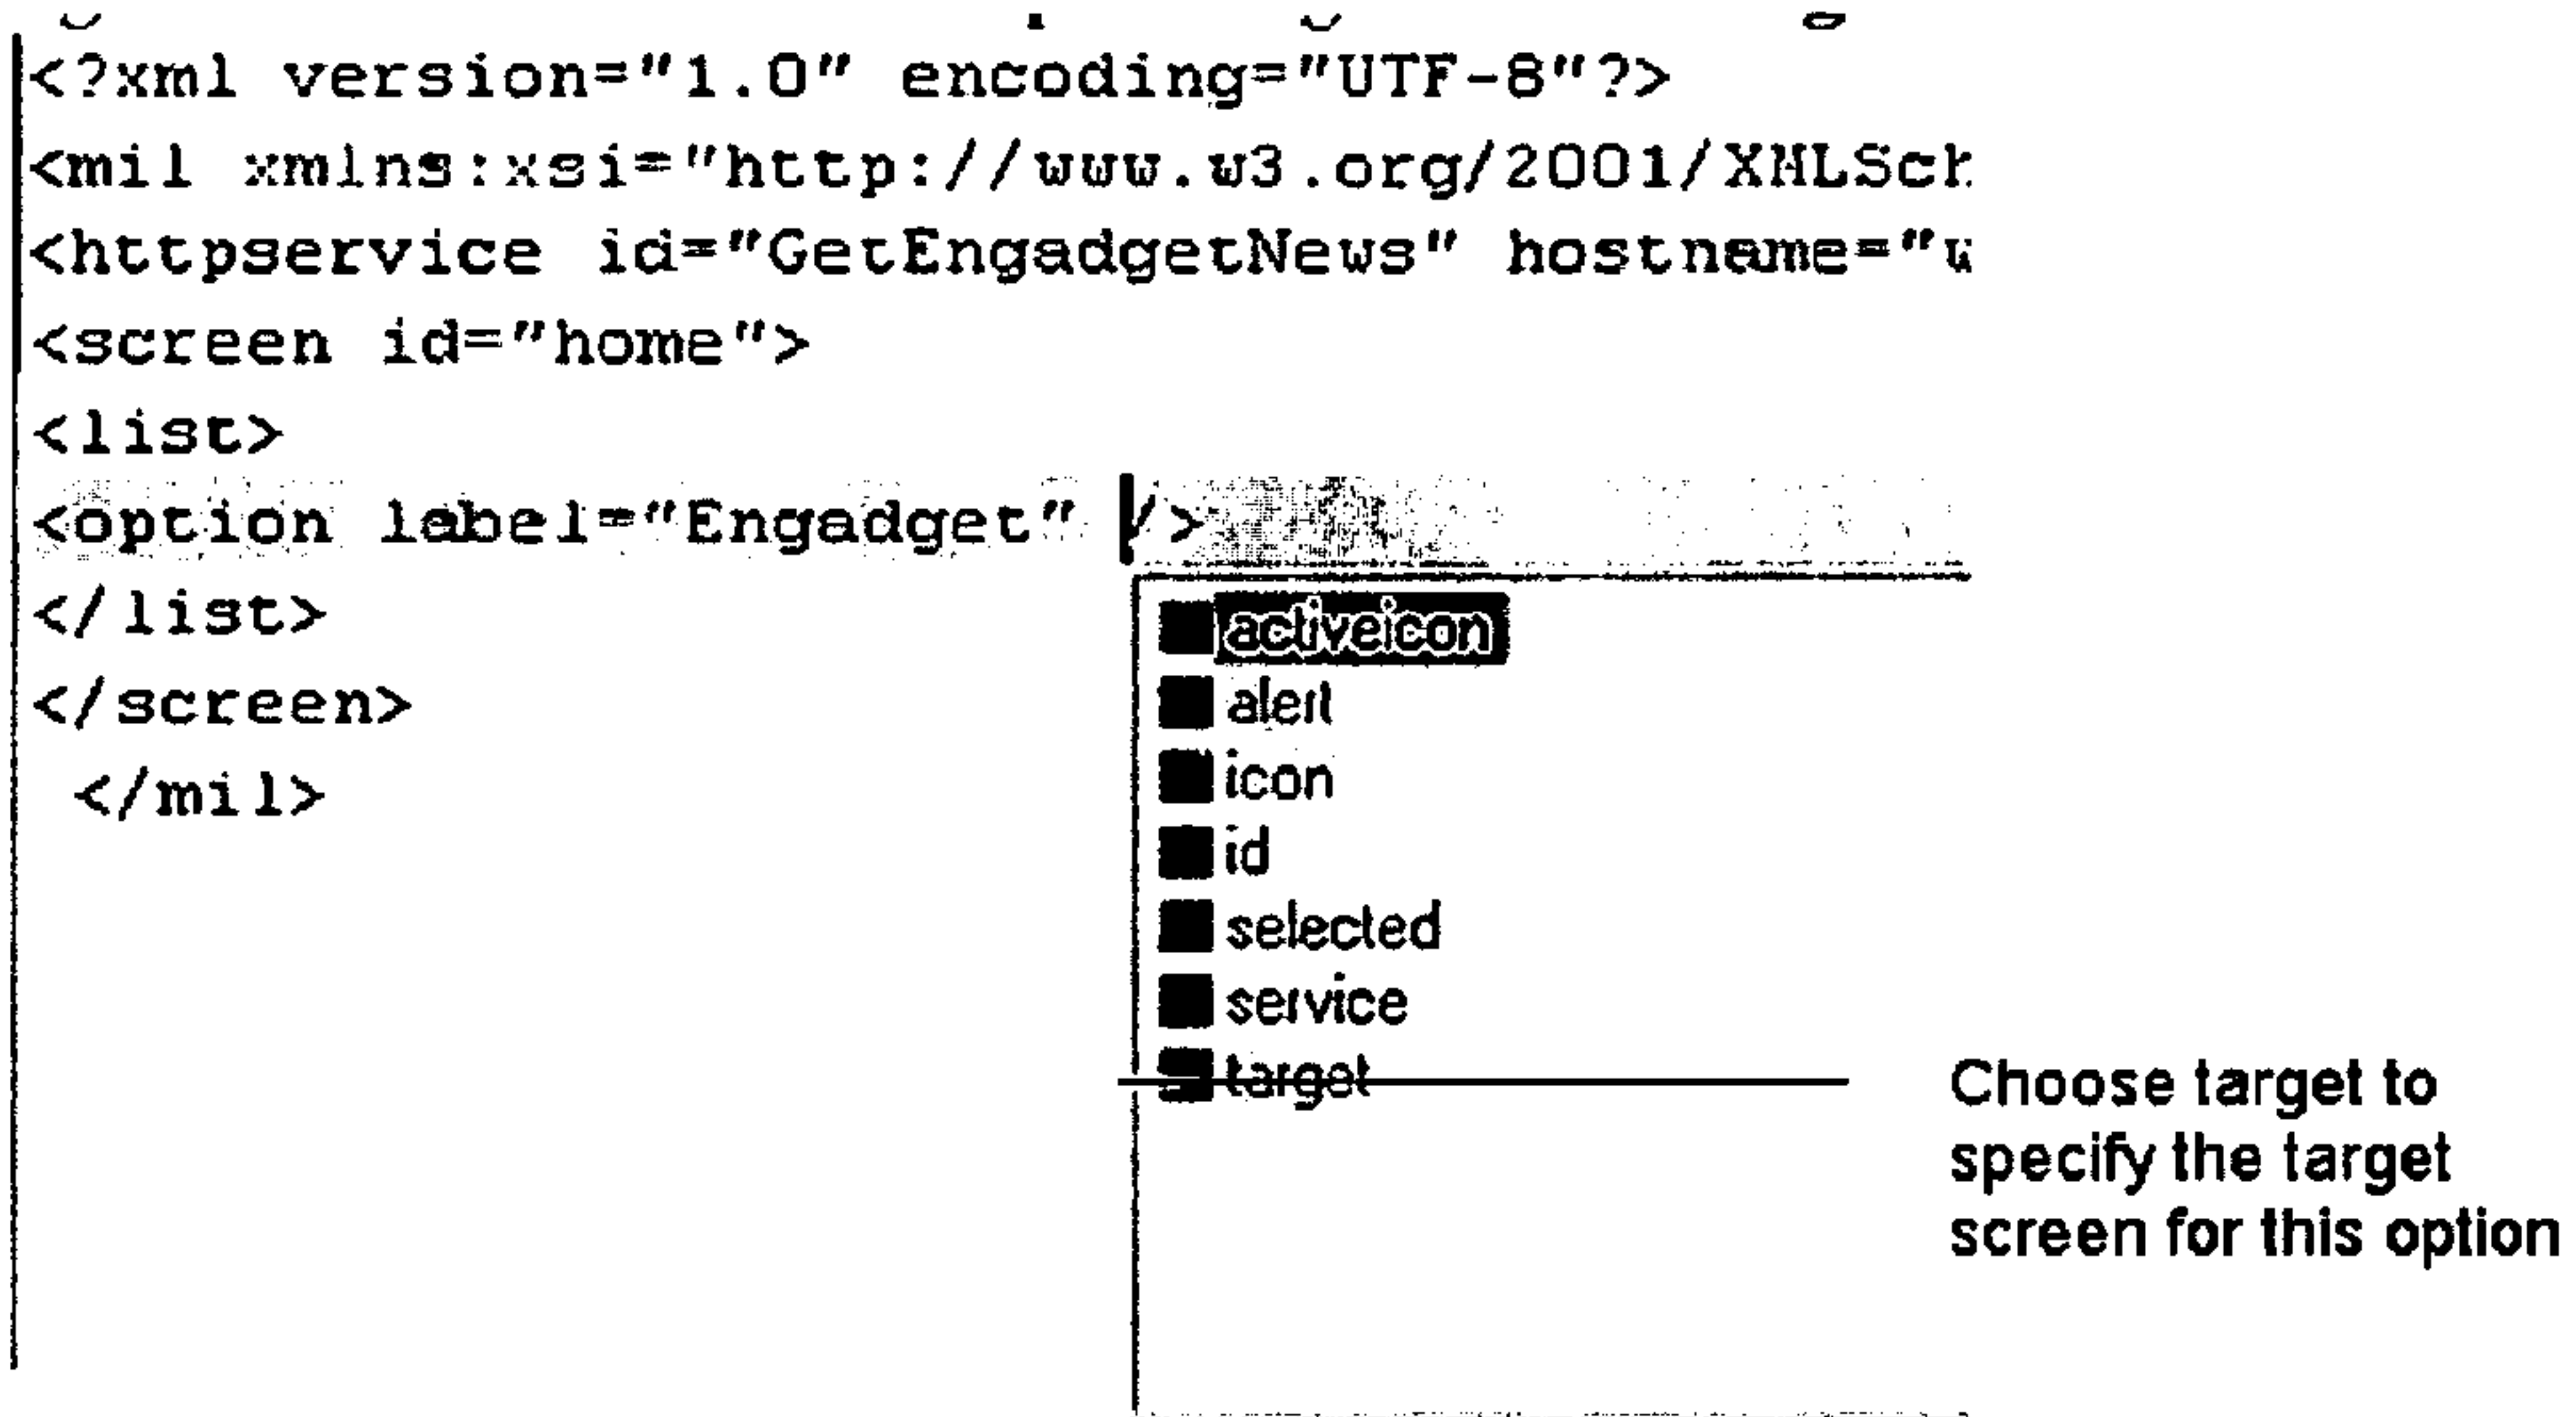 <?xml version="1.0" encoding="UTF-8"?>
<mil xmlns:xsi="http://www.w3.org/2001/XMLSch
<httpservice id="GetEngadgetNews" hostname="w
<screen id="home">
<list>
<option label="Engadget" />
</list>
</screen>
</mil>
activeicon
alert
icon
id
selected
service
target
Choose target to
specify the target
screen for this option